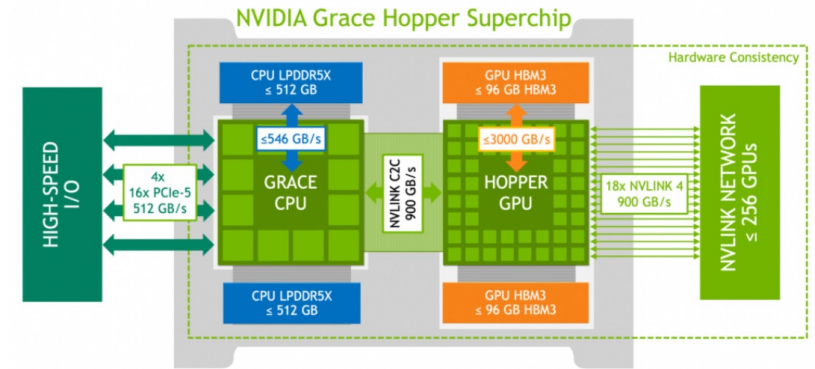 NVIDIA Grace Hopper Superchip
Hardware Consistency
CPU LPDDR5X
≤ 512 GB
GPU HBM3
≤ 96 GB HBM3
HIGH-SPEED
I/O
4x
16x PCIe-5
512 GB/s
≤546 GB/s
GRACE
CPU
NVLINK C2C
900 GB/s
≤3000 GB/s
HOPPER
GPU
18x NVLINK 4
900 GB/s
NVLINK NETWORK
≤ 256 GPUs
CPU LPDDR5X
≤ 512 GB
GPU HBM3
≤ 96 GB HBM3